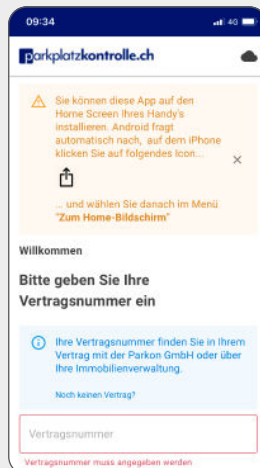 09:34
4G
parkplatzkontrolle.ch
Sie können diese App auf den
Home Screen Ihres Handy's
installieren. Android fragt
automatisch nach, auf dem iPhone
klicken Sie auf folgendes Icon...
... und wählen Sie danach im Menü
"Zum Home-Bildschirm"
Willkommen
Bitte geben Sie Ihre
Vertragsnummer ein
Ihre Vertragsnummer finden Sie in Ihrem
Vertrag mit der Parkon GmbH oder über
Ihre Immobilienverwaltung.
Noch keinen Vertrag?
Vertragsnummer
Vertragsnummer muss angegeben werden